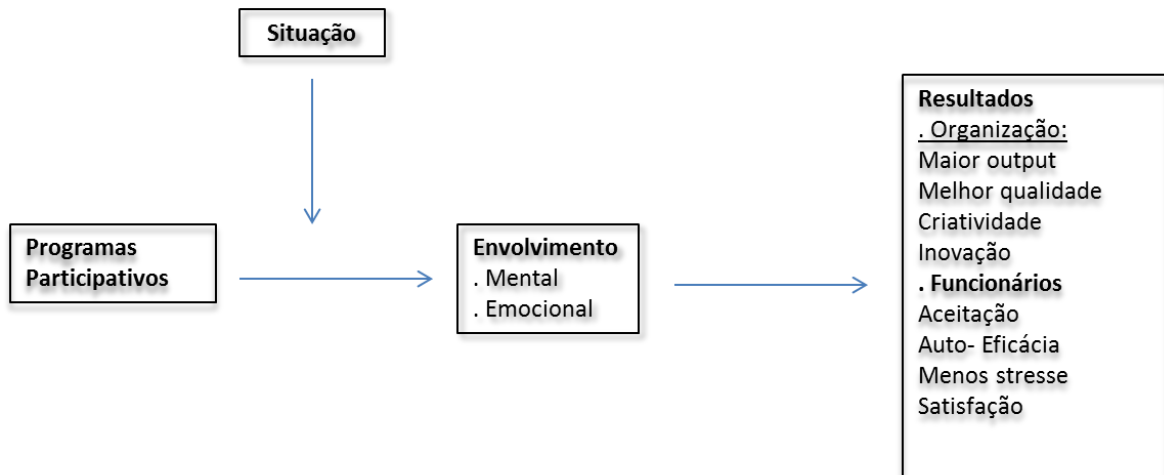 Situação
Programas
Participativos
Envolvimento
. Mental
. Emocional
Resultados
. Organização:
Maior output
Melhor qualidade
Criatividade
Inovação
. Funcionários
Aceitação
Auto- Eficácia
Menos stresse
Satisfação